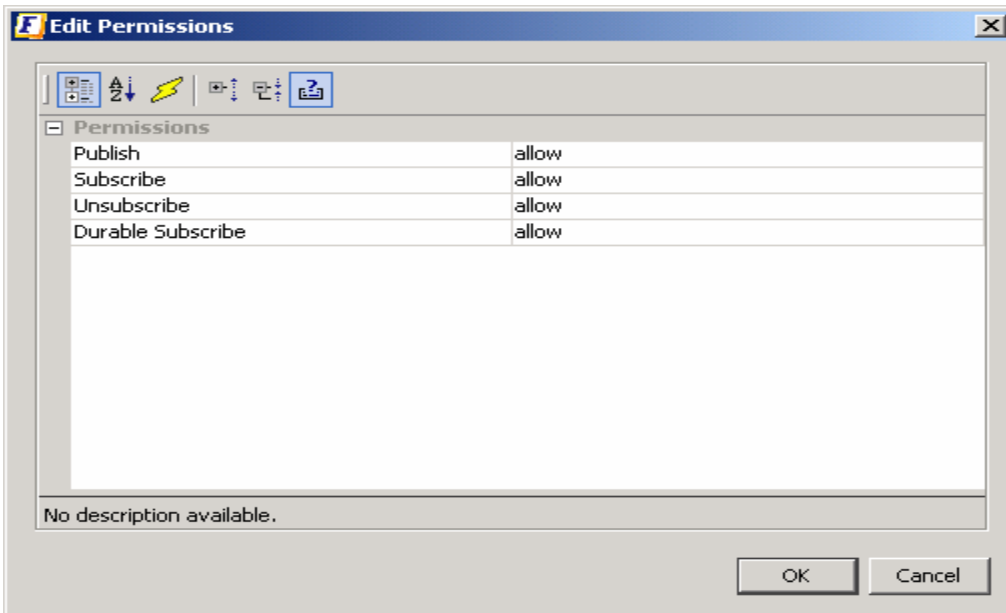 Edit Permissions
Permissions
Publish allow
Subscribe allow
Unsubscribe allow
Durable Subscribe allow
No description available.
OK Cancel